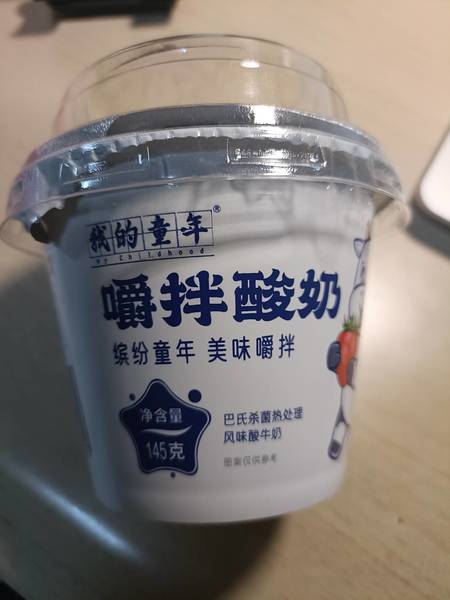 我的童年®
My Childhood
嚼拌酸奶
缤纷童年 美味嚼拌
净含量
145克
巴氏杀菌热处理
风味酸牛奶
图案仅供参考